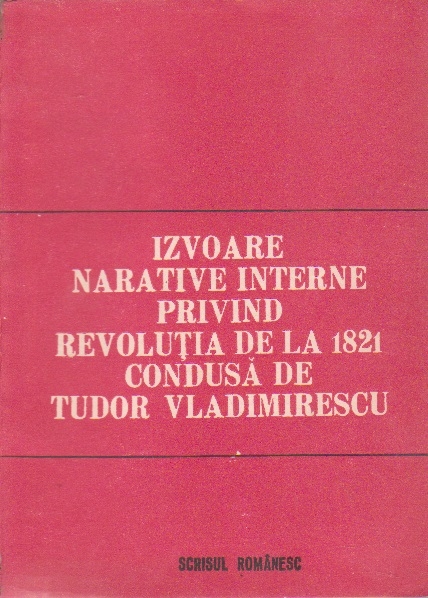 IZVOARE
NARATIVE INTERNE
PRIVIND
REVOLUȚIA DE LA 1821
CONDUSĂ DE
TUDOR VLADIMIRESCU
SCRISUL ROMÂNESC